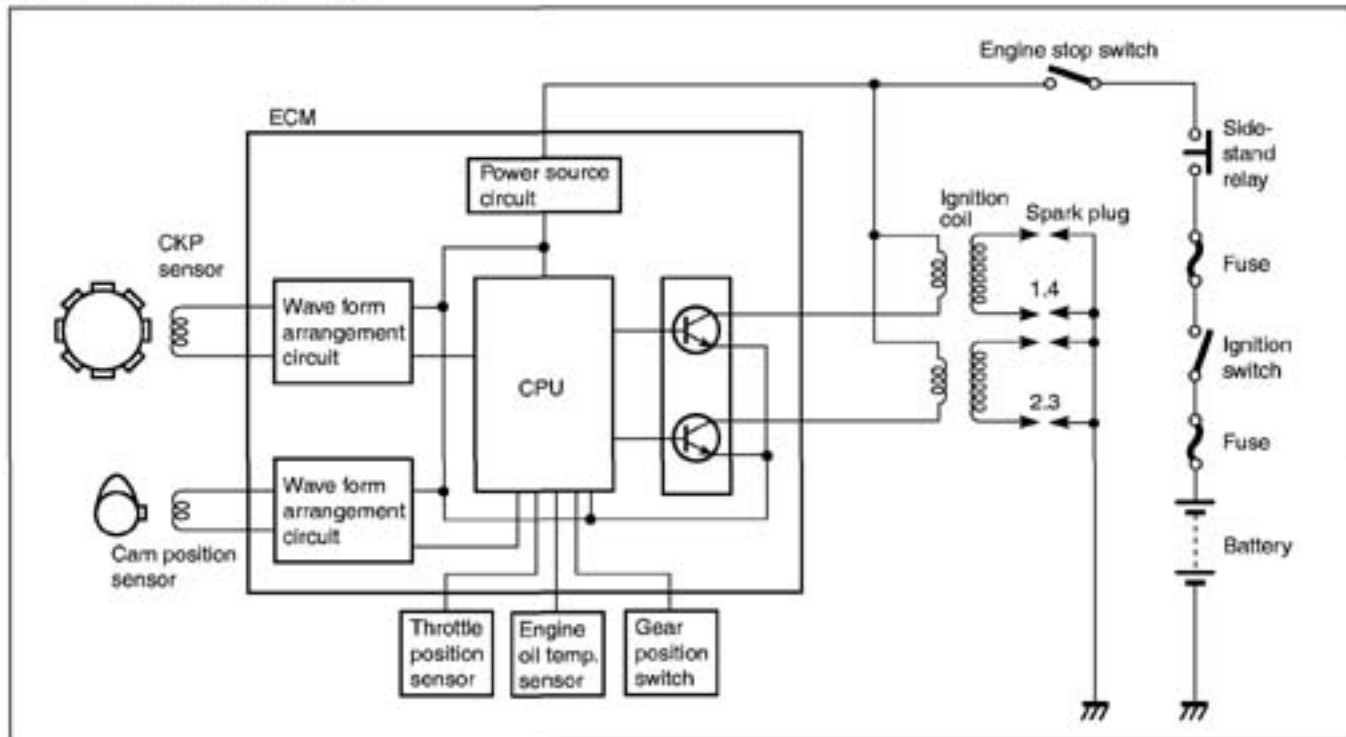 Engine stop switch
ECM
Side-
stand
relay
Power source
circuit
Ignition
coil
Spark plug
CKP
sensor
Fuse
Wave form
arrangement
circuit
1.4
Ignition
switch
CPU
2.3
Fuse
Wave form
arrangement
circuit
Cam position
sensor
Battery
Throttle
position
sensor
Engine
oil temp.
sensor
Gear
position
switch